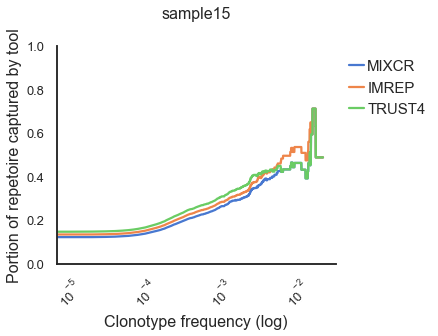 sample15
Portion of repetoire captured by tool
1.0
0.8
0.6
0.4
0.2
0.0
10⁻⁵
10⁻⁴
10⁻³
10⁻²
Clonotype frequency (log)
MIXCR
IMREP
TRUST4